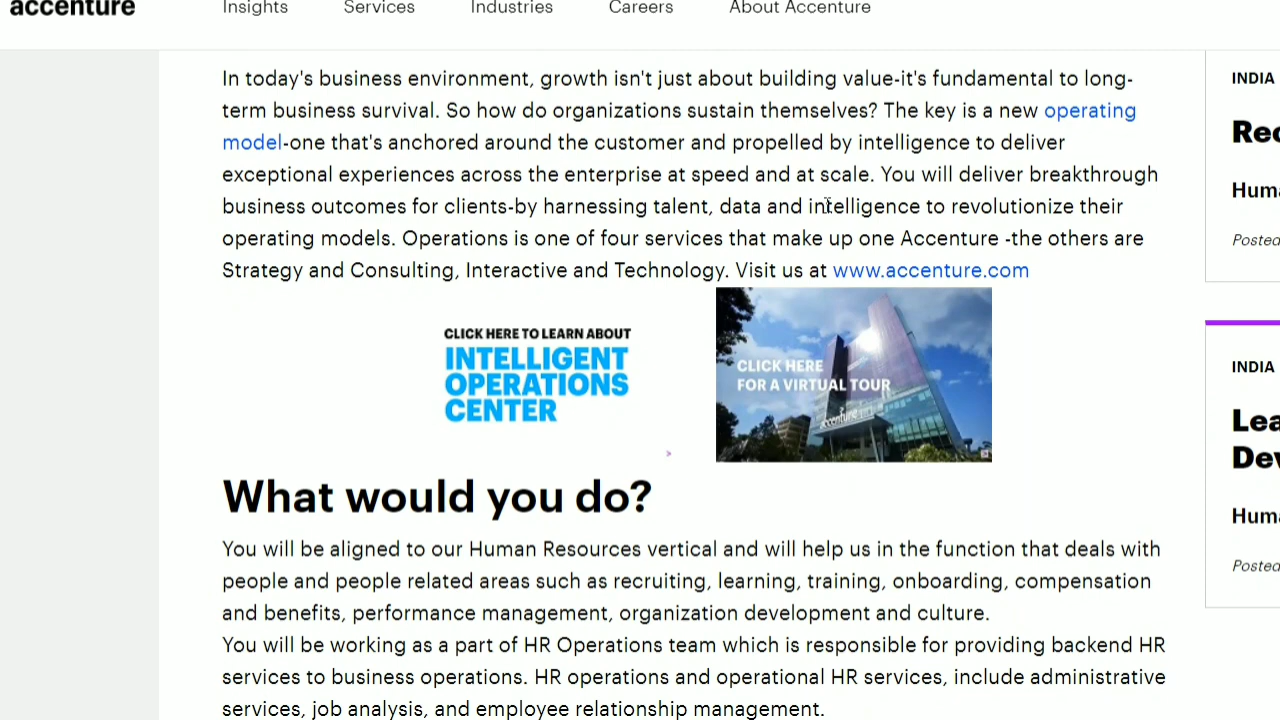 accenture
Insights Services Industries Careers About Accenture
In today's business environment, growth isn't just about building value-it's fundamental to long-
term business survival. So how do organizations sustain themselves? The key is a new operating
model-one that's anchored around the customer and propelled by intelligence to deliver
exceptional experiences across the enterprise at speed and at scale. You will deliver breakthrough
business outcomes for clients-by harnessing talent, data and intelligence to revolutionize their
operating models. Operations is one of four services that make up one Accenture -the others are
Strategy and Consulting, Interactive and Technology. Visit us at www.accenture.com
CLICK HERE TO LEARN ABOUT
INTELLIGENT
OPERATIONS
CENTER
CLICK HERE
FOR A VIRTUAL TOUR
accenture
What would you do?
You will be aligned to our Human Resources vertical and will help us in the function that deals with
people and people related areas such as recruiting, learning, training, onboarding, compensation
and benefits, performance management, organization development and culture.
You will be working as a part of HR Operations team which is responsible for providing backend HR
services to business operations. HR operations and operational HR services, include administrative
services, job analysis, and employee relationship management.
INDIA
Rec
Huma
Posted
INDIA
Lea
Dev
Huma
Posted